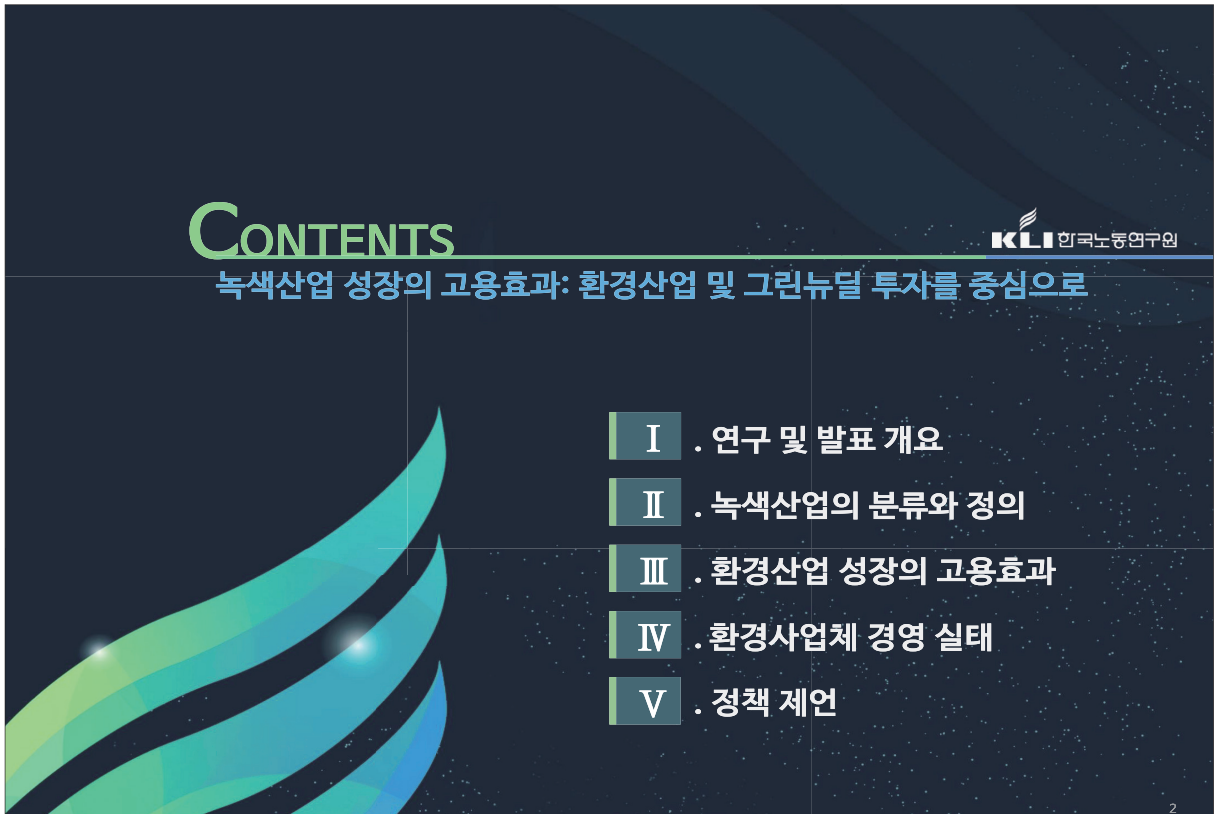 CONTENTS
KLI 한국노동연구원
녹색산업 성장의 고용효과: 환경산업 및 그린뉴딜 투자를 중심으로
Ⅰ . 연구 및 발표 개요
Ⅱ . 녹색산업의 분류와 정의
Ⅲ . 환경산업 성장의 고용효과
Ⅳ . 환경사업체 경영 실태
Ⅴ . 정책 제언
2